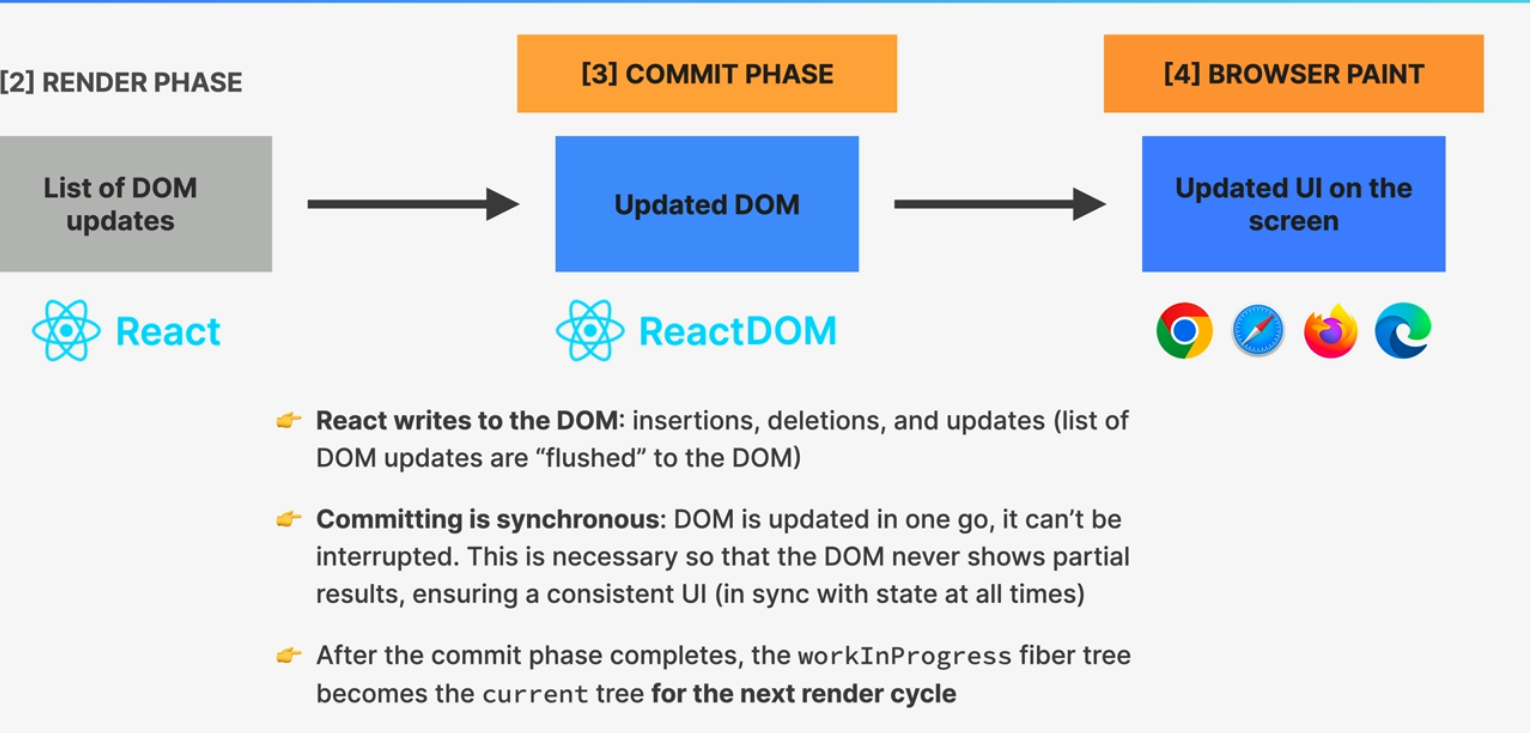 [2] RENDER PHASE
[3] COMMIT PHASE
[4] BROWSER PAINT
List of DOM
updates
Updated DOM
Updated UI on the
screen
React
ReactDOM
React writes to the DOM: insertions, deletions, and updates (list of
DOM updates are “flushed” to the DOM)
Committing is synchronous: DOM is updated in one go, it can’t be
interrupted. This is necessary so that the DOM never shows partial
results, ensuring a consistent UI (in sync with state at all times)
After the commit phase completes, the workInProgress fiber tree
becomes the current tree for the next render cycle